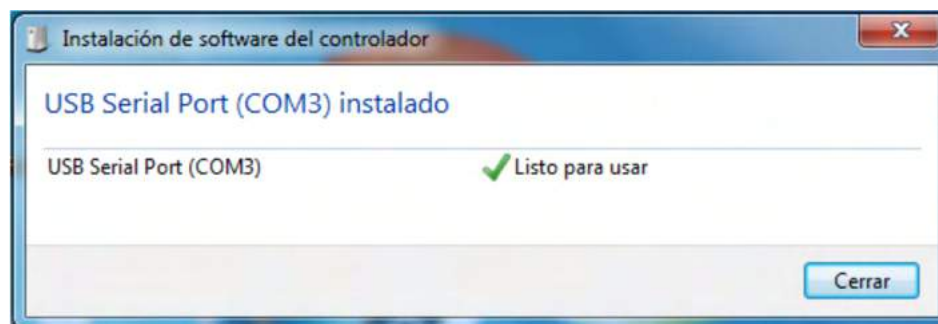 Instalación de software del controlador
USB Serial Port (COM3) instalado
USB Serial Port (COM3) Listo para usar
Cerrar